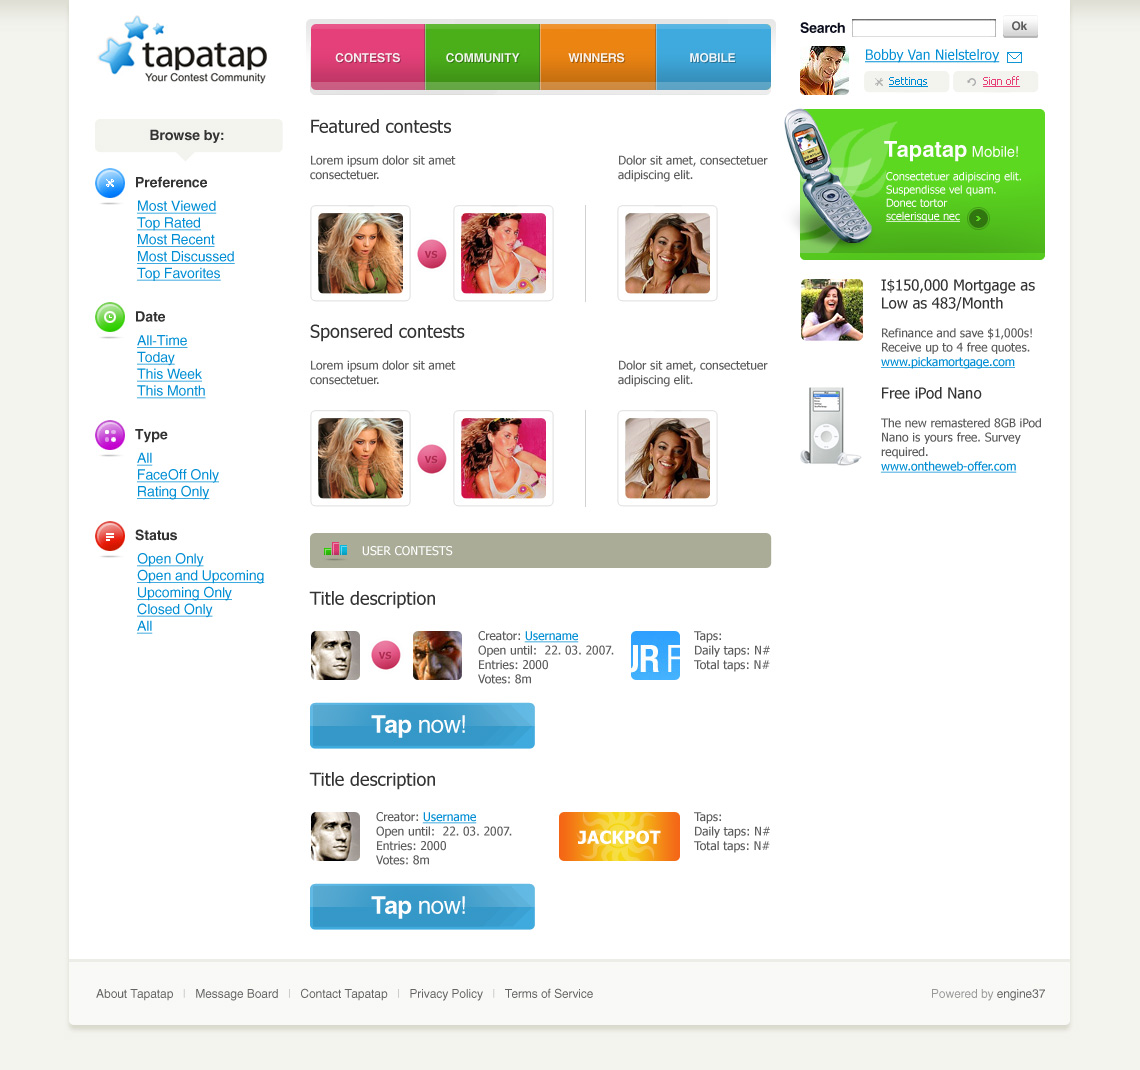 tapatap
Your Contest Community
CONTESTS
COMMUNITY
WINNERS
MOBILE
Search
Ok
Bobby Van Nielstelroy
Settings
Sign off
Browse by:
Preference
Most Viewed
Top Rated
Most Recent
Most Discussed
Top Favorites
Date
All-Time
Today
This Week
This Month
Type
All
FaceOff Only
Rating Only
Status
Open Only
Open and Upcoming
Upcoming Only
Closed Only
All
Featured contests
Lorem ipsum dolor sit amet
consectetuer.
Dolor sit amet, consectetuer
adipiscing elit.
VS
Sponsered contests
Lorem ipsum dolor sit amet
consectetuer.
Dolor sit amet, consectetuer
adipiscing elit.
VS
USER CONTESTS
Title description
VS
Creator: Username
Open until: 22. 03. 2007.
Entries: 2000
Votes: 8m
UR F
Taps:
Daily taps: N#
Total taps: N#
Tap now!
Title description
Creator: Username
Open until: 22. 03. 2007.
Entries: 2000
Votes: 8m
JACKPOT
Taps:
Daily taps: N#
Total taps: N#
Tap now!
Tapatap Mobile!
Consectetuer adipiscing elit.
Suspendisse vel quam.
Donec tortor
scelerisque nec
I$150,000 Mortgage as
Low as 483/Month
Refinance and save $1,000s!
Receive up to 4 free quotes.
www.pickamortgage.com
Free iPod Nano
The new remastered 8GB iPod
Nano is yours free. Survey
required.
www.ontheweb-offer.com
About Tapatap
Message Board
Contact Tapatap
Privacy Policy
Terms of Service
Powered by engine37